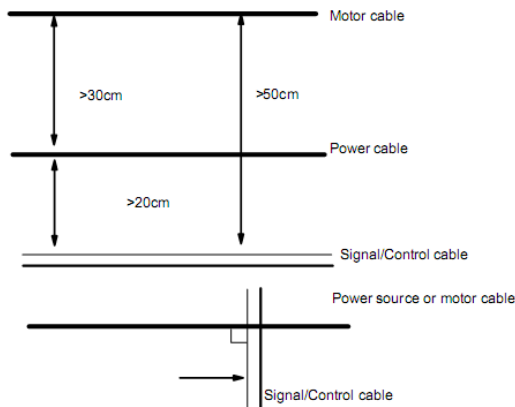 Motor cable
>30cm
>50cm
Power cable
>20cm
Signal/Control cable
Power source or motor cable
Signal/Control cable